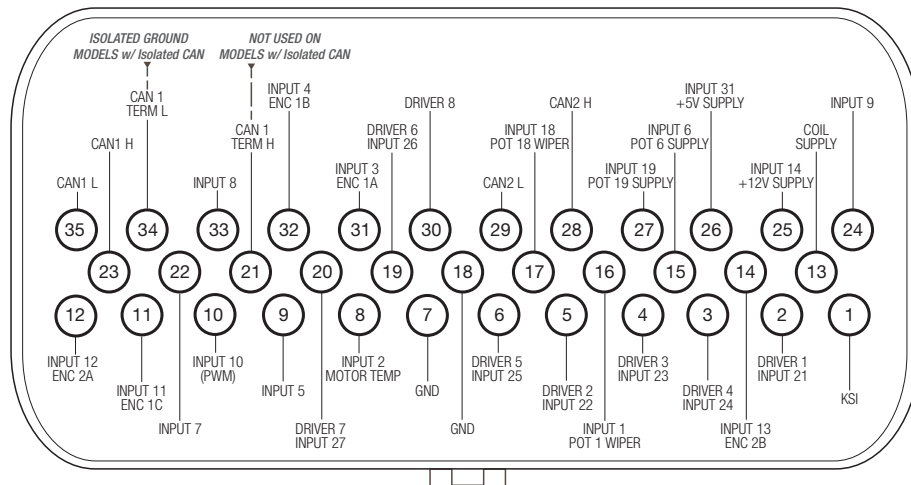 ISOLATED GROUND
MODELS w/ Isolated CAN
NOT USED ON
MODELS w/ Isolated CAN
CAN1 L
CAN1 H
CAN 1
TERM L
INPUT 8
CAN 1
TERM H
INPUT 4
ENC 1B
INPUT 3
ENC 1A
DRIVER 6
INPUT 26
DRIVER 8
CAN2 L
INPUT 18
POT 18 WIPER
CAN2 H
INPUT 19
POT 19 SUPPLY
INPUT 6
POT 6 SUPPLY
INPUT 31
+5V SUPPLY
INPUT 14
+12V SUPPLY
COIL
SUPPLY
INPUT 9
35 34 33 32 31 30 29 28 27 26 25 24
23 22 21 20 19 18 17 16 15 14 13
12 11 10 9 8 7 6 5 4 3 2 1
INPUT 12
ENC 2A
INPUT 11
ENC 1C
INPUT 7
INPUT 10
(PWM)
INPUT 5
DRIVER 7
INPUT 27
INPUT 2
MOTOR TEMP
GND
GND
DRIVER 5
INPUT 25
DRIVER 2
INPUT 22
INPUT 1
POT 1 WIPER
DRIVER 3
INPUT 23
DRIVER 4
INPUT 24
INPUT 13
ENC 2B
DRIVER 1
INPUT 21
KSI